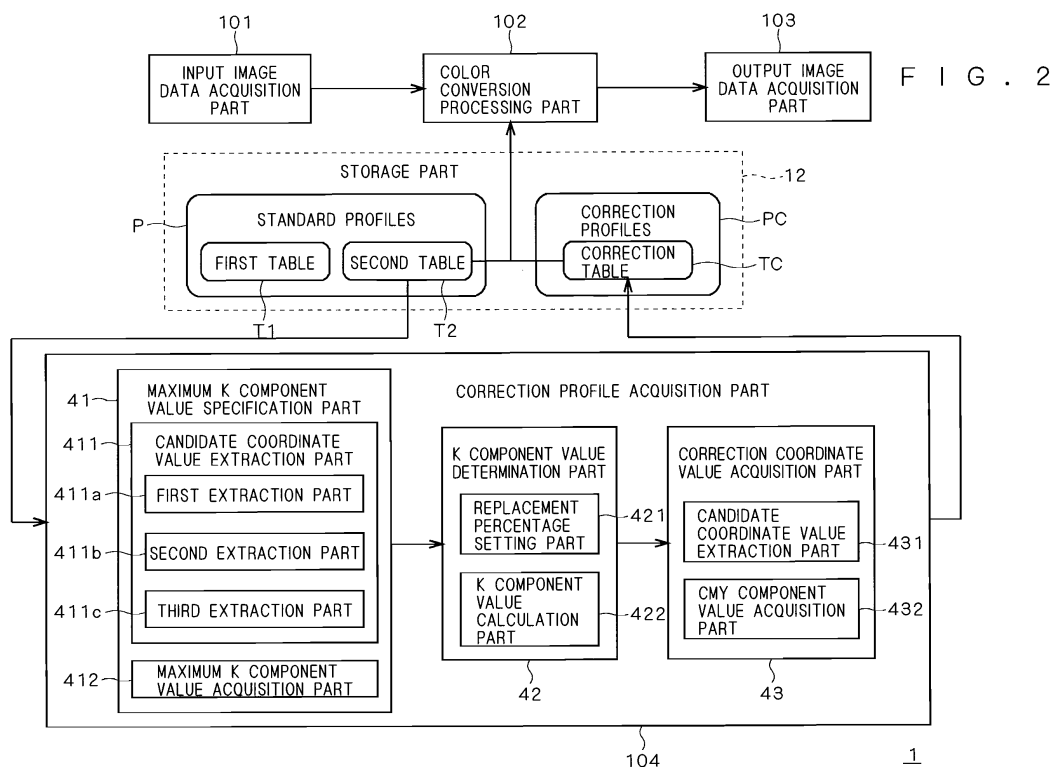 101
102
103
INPUT IMAGE
DATA ACQUISITION
PART
COLOR
CONVERSION
PROCESSING PART
OUTPUT IMAGE
DATA ACQUISITION
PART
FIG. 2
STORAGE PART
12
P
STANDARD PROFILES
FIRST TABLE
SECOND TABLE
CORRECTION
PROFILES
CORRECTION
TABLE
PC
TC
T1
T2
41
MAXIMUM K COMPONENT
VALUE SPECIFICATION PART
CORRECTION PROFILE ACQUISITION PART
411
CANDIDATE COORDINATE
VALUE EXTRACTION PART
411a
FIRST EXTRACTION PART
411b
SECOND EXTRACTION PART
411c
THIRD EXTRACTION PART
412
MAXIMUM K COMPONENT
VALUE ACQUISITION PART
K COMPONENT VALUE
DETERMINATION PART
REPLACEMENT
PERCENTAGE
SETTING PART
421
K COMPONENT
VALUE
CALCULATION
PART
422
42
CORRECTION COORDINATE
VALUE ACQUISITION PART
CANDIDATE
COORDINATE VALUE
EXTRACTION PART
431
CMY COMPONENT
VALUE ACQUISITION
PART
432
43
104
1